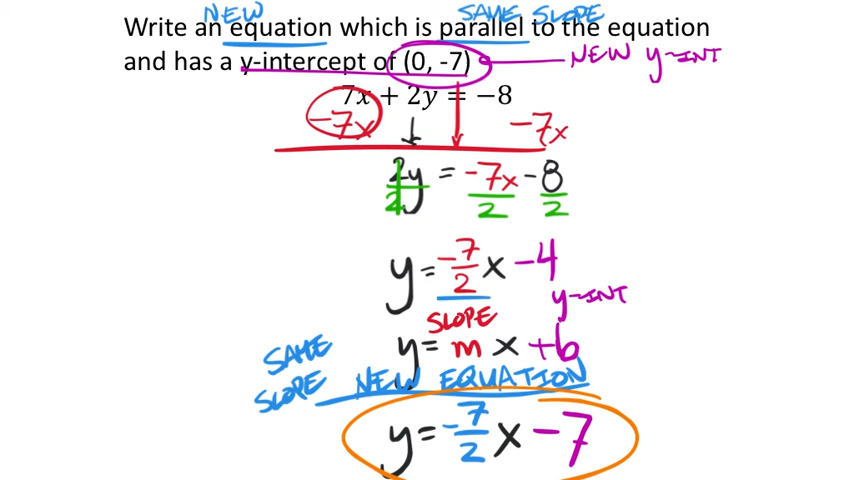 NEW SAME SLOPE
Write an equation which is parallel to the equation
and has a y-intercept of (0, -7) NEW y-INT
7x + 2y = −8
−7x −7x
2y = -7x - 8
2 2 2
y = -7/2 x - 4
y-INT
SLOPE
y = m x + b
SAME SLOPE
NEW EQUATION
y = -7/2 x - 7